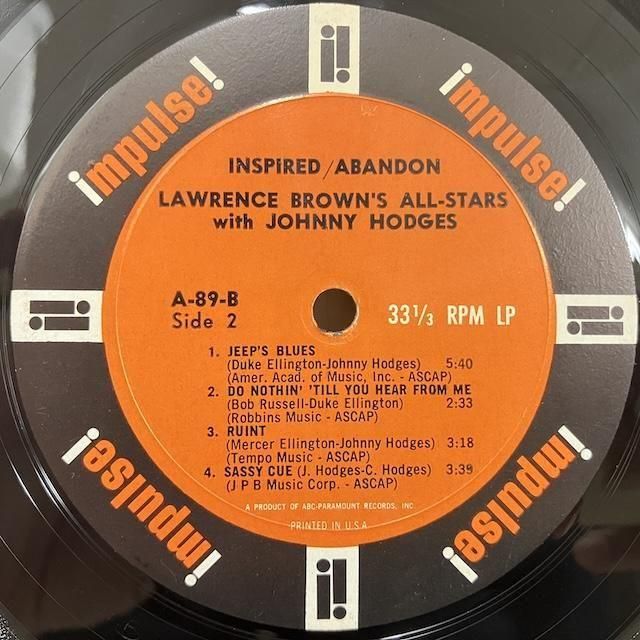 impulse!
impulse!
INSPIRED/ABANDON
LAWRENCE BROWN'S ALL-STARS
with JOHNNY HODGES
A-89-B
Side 2
33 1/3 RPM LP
1. JEEP'S BLUES
(Duke Ellington-Johnny Hodges) 5:40
(Amer. Acad. of Music, Inc. - ASCAP)
2. DO NOTHIN' 'TILL YOU HEAR FROM ME
(Bob Russell-Duke Ellington) 2:33
(Robbins Music - ASCAP)
3. RUINT
(Mercer Ellington-Johnny Hodges) 3:18
(Tempo Music - ASCAP)
4. SASSY CUE (J. Hodges-C. Hodges) 3:39
(J P B Music Corp. - ASCAP)
A PRODUCT OF ABC-PARAMOUNT RECORDS, INC.
PRINTED IN U.S.A.
impulse!
impulse!